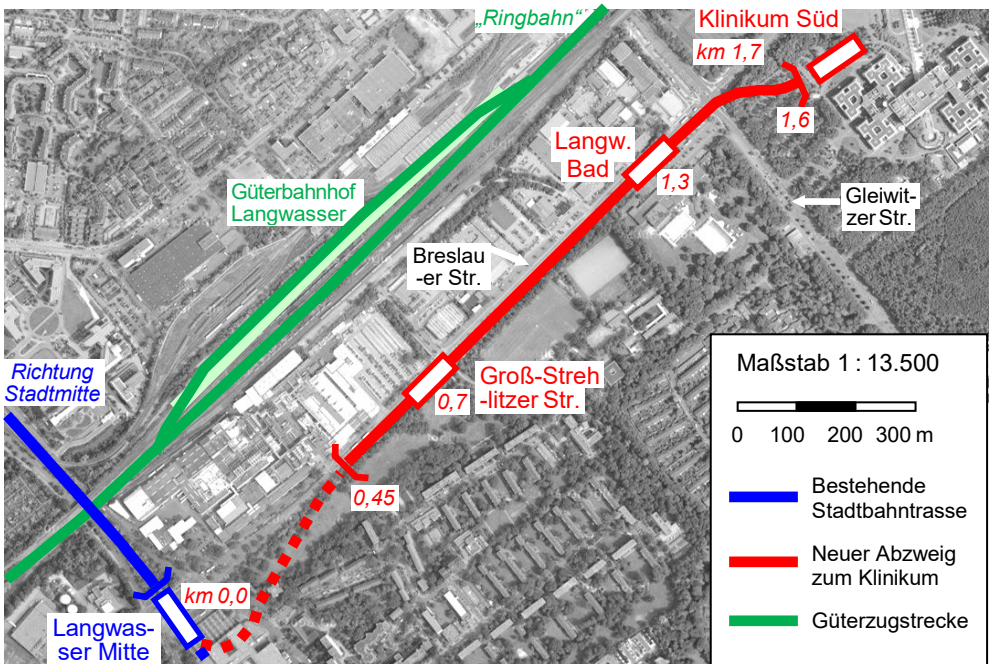 „Ringbahn“
Klinikum Süd
km 1,7
1,6
Langw.
Bad
1,3
Güterbahnhof
Langwasser
Gleiwit-
zer Str.
Breslau
-er Str.
Richtung
Stadtmitte
Groß-Streh
-litzer Str.
0,7
0,45
km 0,0
Langwas-
ser Mitte
Maßstab 1 : 13.500
0 100 200 300 m
Bestehende
Stadtbahntrasse
Neuer Abzweig
zum Klinikum
Güterzugstrecke